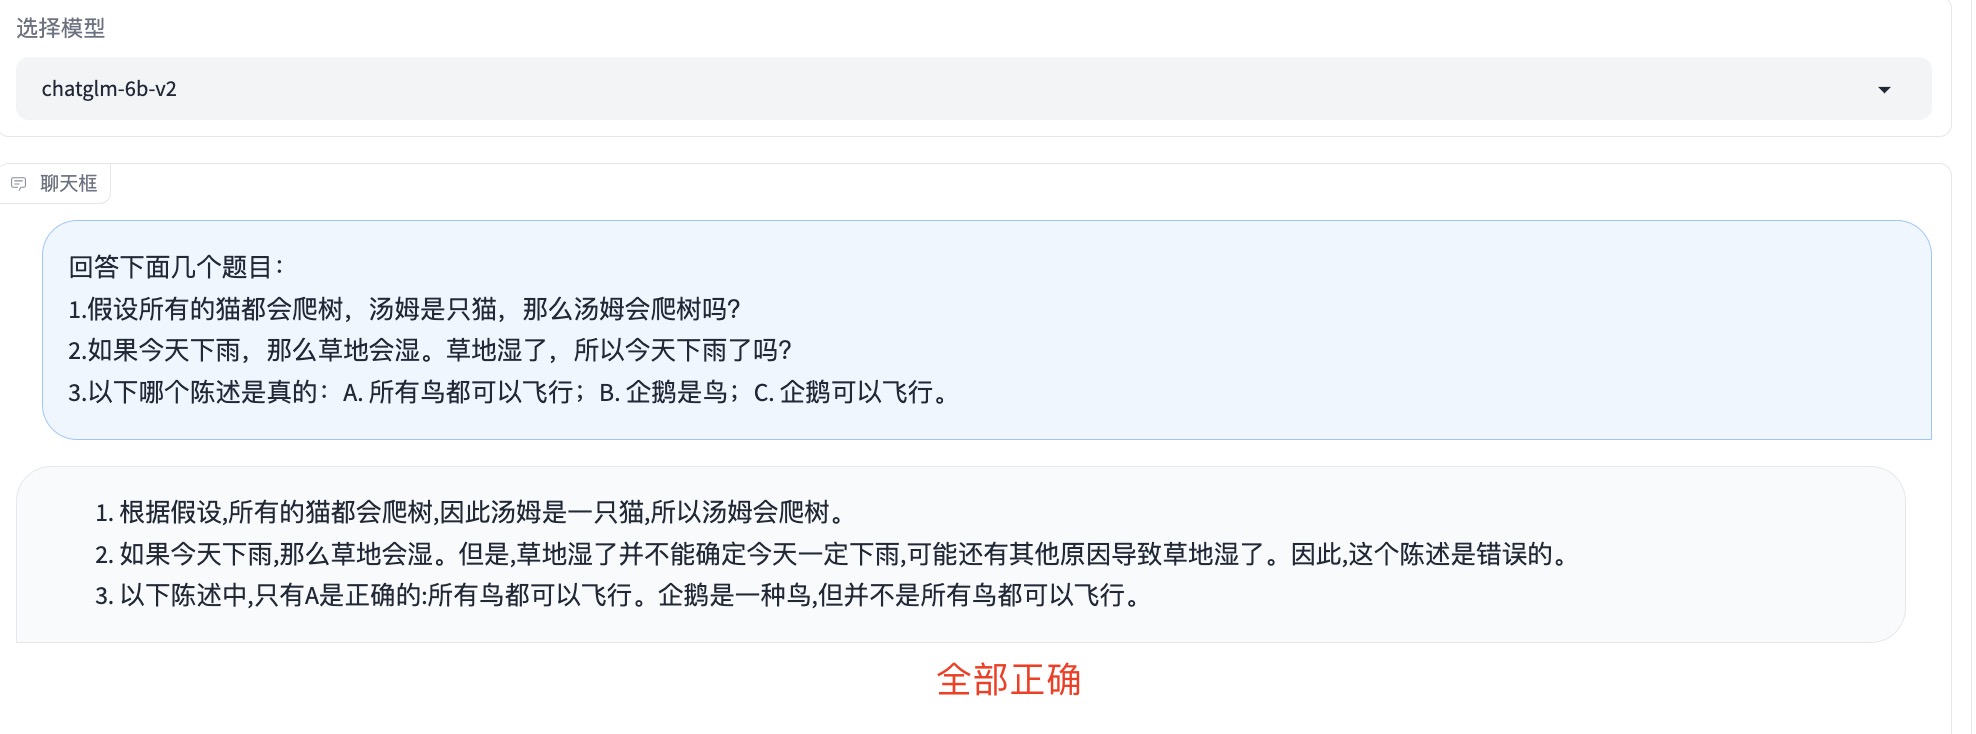 选择模型
chatglm-6b-v2
聊天框
回答下面几个题目：
1.假设所有的猫都会爬树，汤姆是只猫，那么汤姆会爬树吗？
2.如果今天下雨，那么草地会湿。草地湿了，所以今天下雨了吗？
3.以下哪个陈述是真的：A. 所有鸟都可以飞行；B. 企鹅是鸟；C. 企鹅可以飞行。
1. 根据假设,所有的猫都会爬树,因此汤姆是一只猫,所以汤姆会爬树。
2. 如果今天下雨,那么草地会湿。但是,草地湿了并不能确定今天一定下雨,可能还有其他原因导致草地湿了。因此,这个陈述是错误的。
3. 以下陈述中,只有A是正确的:所有鸟都可以飞行。企鹅是一种鸟,但并不是所有鸟都可以飞行。
全部正确